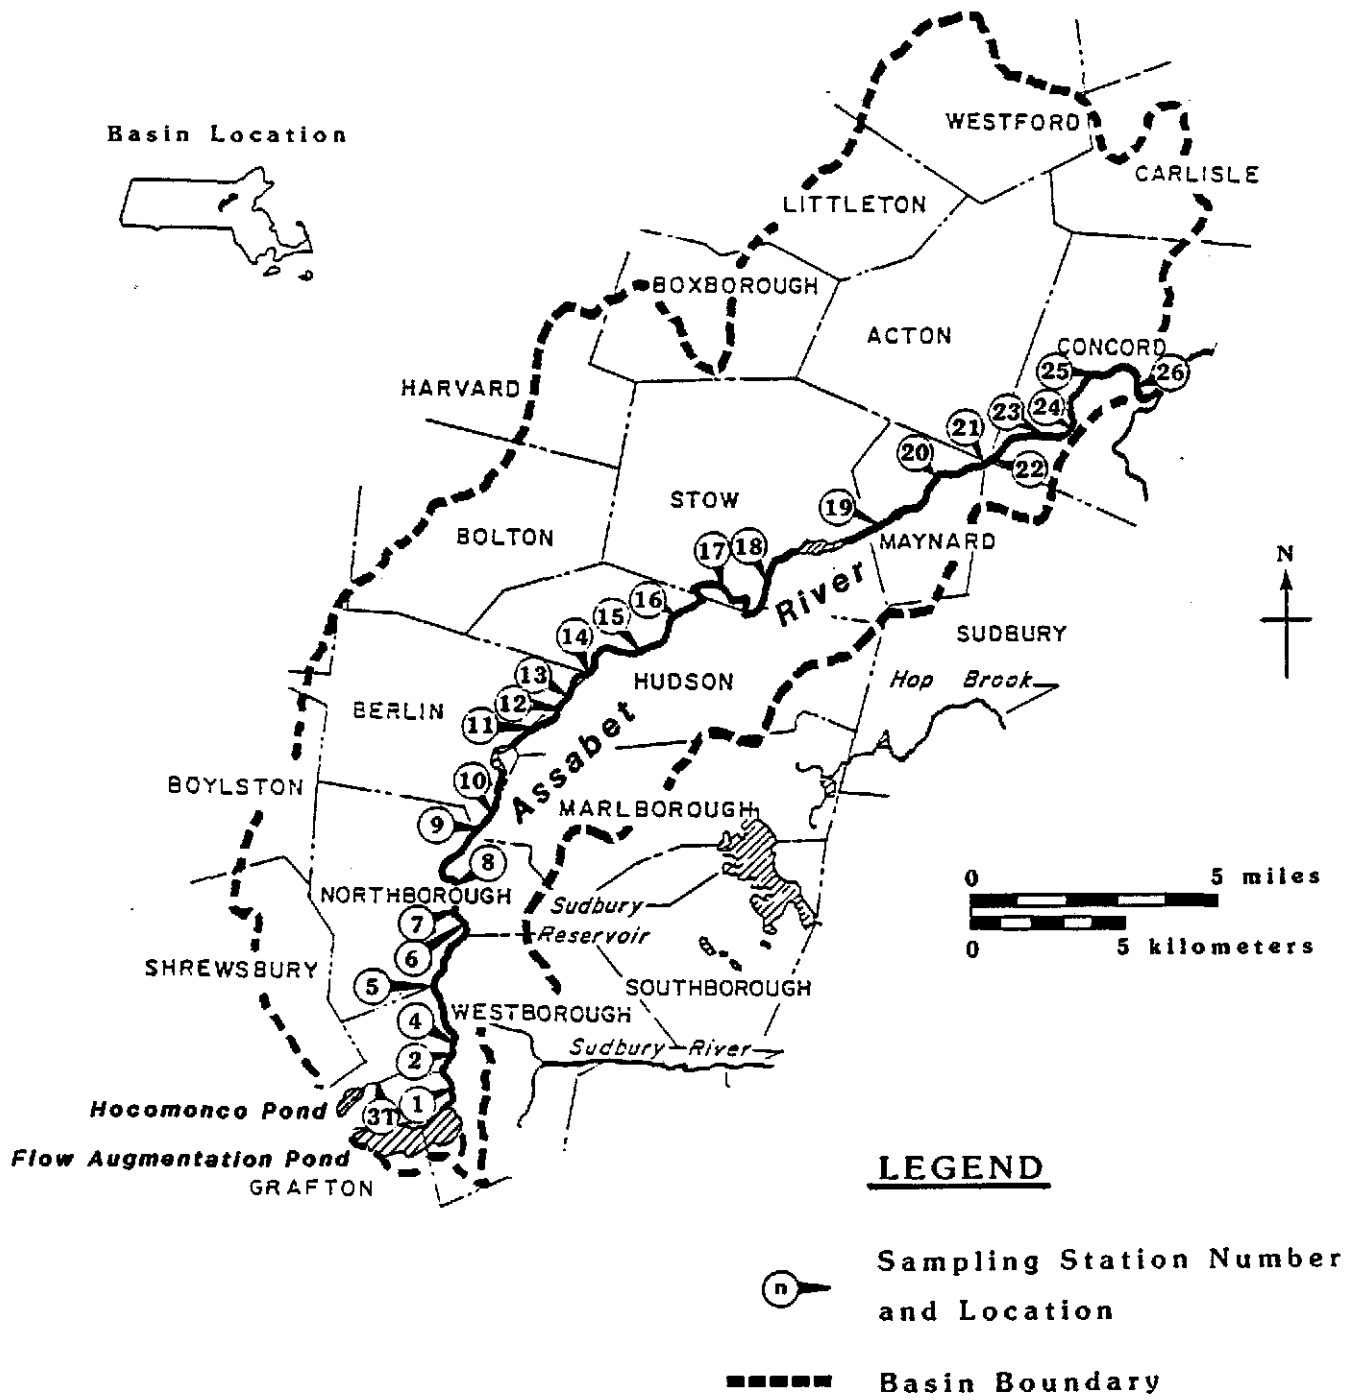 Basin Location
WESTFORD
CARLISLE
LITTLETON
BOXBOROUGH
ACTON
CONCORD
25
26
HARVARD
23
24
21
20
22
STOW
19
BOLTON
17
18
MAYNARD
River
N
16
15
14
SUDBURY
13
HUDSON
Hop Brook
12
BERLIN
11
Assabet
10
BOYLSTON
MARLBOROUGH
9
8
0 5 miles
NORTHBOROUGH
Sudbury
7
Reservoir
0 5 kilometers
6
SHREWSBURY
5
SOUTHBOROUGH
WESTBOROUGH
4
Sudbury River
2
1
Hocomonco Pond
3T
Flow Augmentation Pond
GRAFTON
LEGEND
n
Sampling Station Number
and Location
Basin Boundary